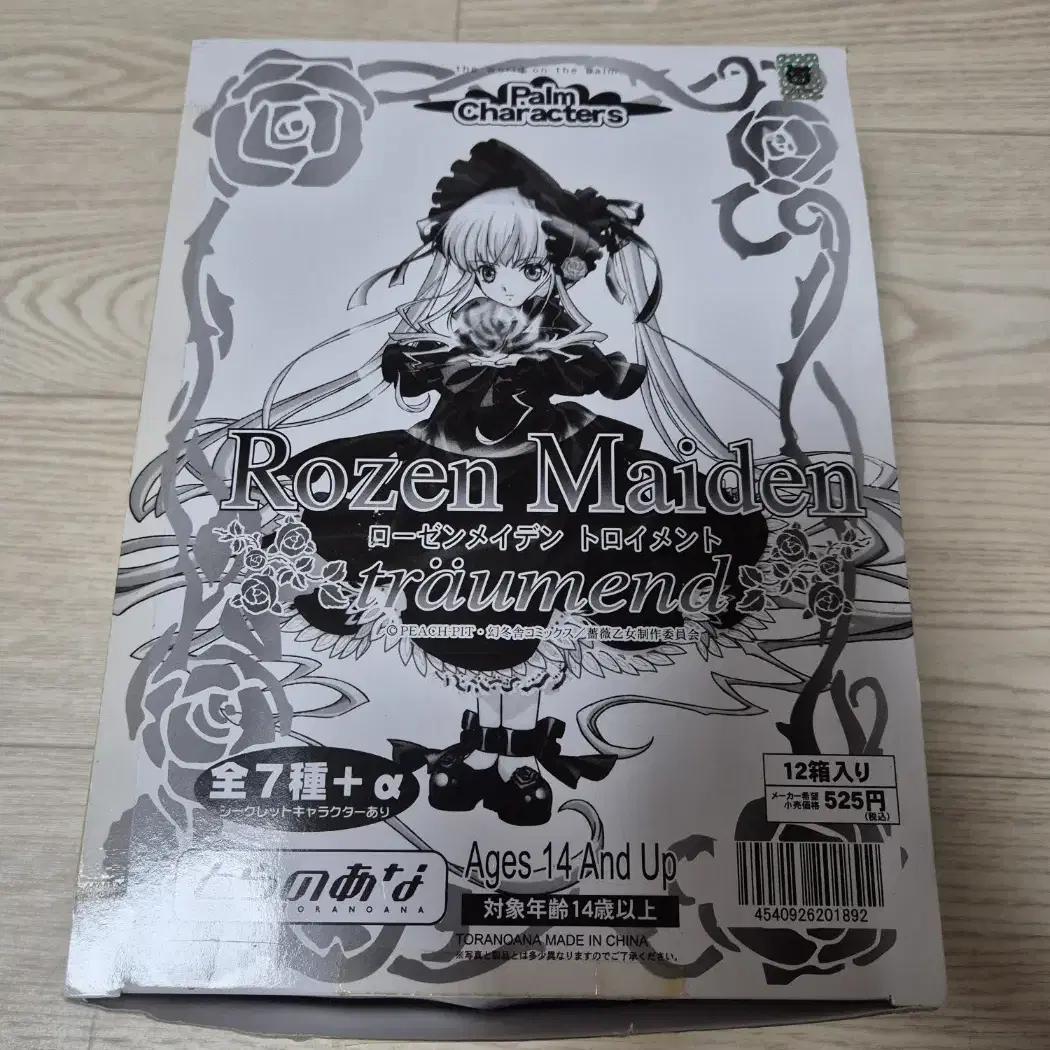 the world on the palm
Palm
Characters
Rozen Maiden
ローゼンメイデン トロイメント
träumend
©PEACH-PIT・幻冬舎コミックス／薔薇乙女制作委員会
全7種+α
シークレットキャラクターあり
12箱入り
メーカー希望
小売価格 525円
(税込)
とらのあな
TORANOANA
Ages 14 And Up
対象年齢14歳以上
4540926201892
TORANOANA MADE IN CHINA
※写真と製品とは多少異なりますのでご了承ください。